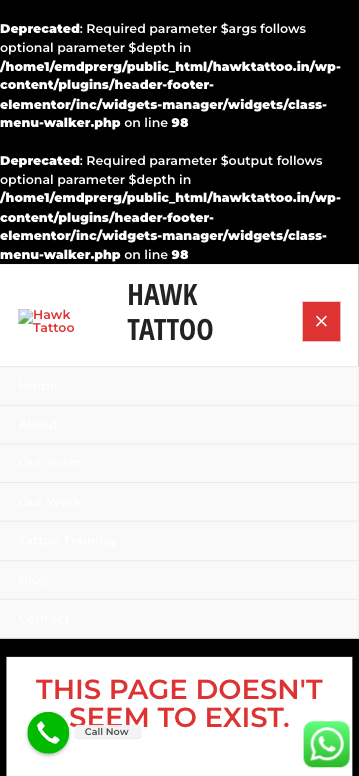 Deprecated: Required parameter $args follows
optional parameter $depth in
/home1/emdprerg/public_html/hawktattoo.in/wp-
content/plugins/header-footer-
elementor/inc/widgets-manager/widgets/class-
menu-walker.php on line 98
Deprecated: Required parameter $output follows
optional parameter $depth in
/home1/emdprerg/public_html/hawktattoo.in/wp-
content/plugins/header-footer-
elementor/inc/widgets-manager/widgets/class-
menu-walker.php on line 98
Hawk
Tattoo
HAWK
TATTOO
Home
About
Our Team
Our Work
Tattoo Training
Blog
Contact
THIS PAGE DOESN'T
SEEM TO EXIST.
Call Now